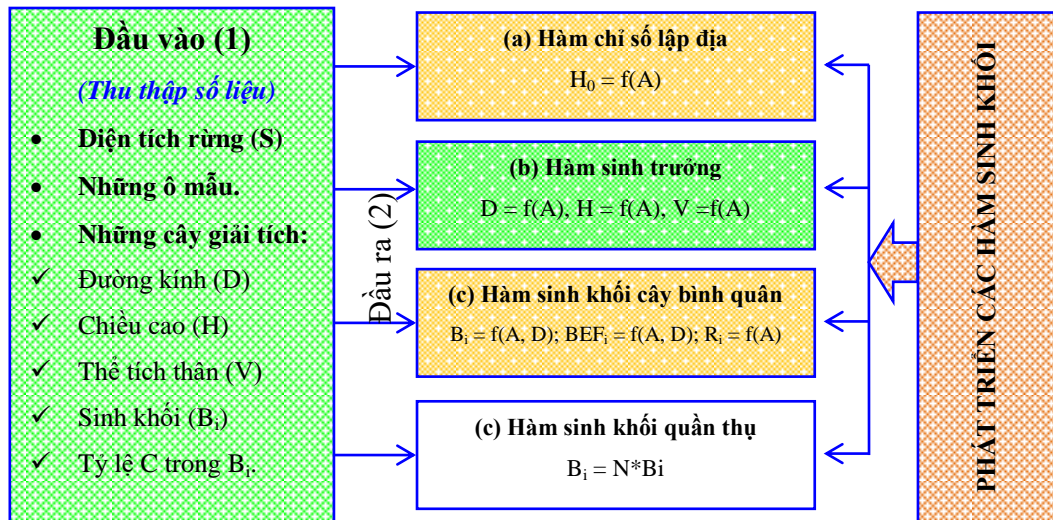 Đầu vào (1)
(Thu thập số liệu)
• Diện tích rừng (S)
• Những ô mẫu.
• Những cây giải tích:
✓ Đường kính (D)
✓ Chiều cao (H)
✓ Thể tích thân (V)
✓ Sinh khối (Bᵢ)
✓ Tỷ lệ C trong Bᵢ.
Đầu ra (2)
(a) Hàm chỉ số lập địa
H₀ = f(A)
(b) Hàm sinh trưởng
D = f(A), H = f(A), V =f(A)
(c) Hàm sinh khối cây bình quân
Bᵢ = f(A, D); BEFᵢ = f(A, D); Rᵢ = f(A)
(c) Hàm sinh khối quần thụ
Bᵢ = N*Bi
PHÁT TRIỂN CÁC HÀM SINH KHỐI